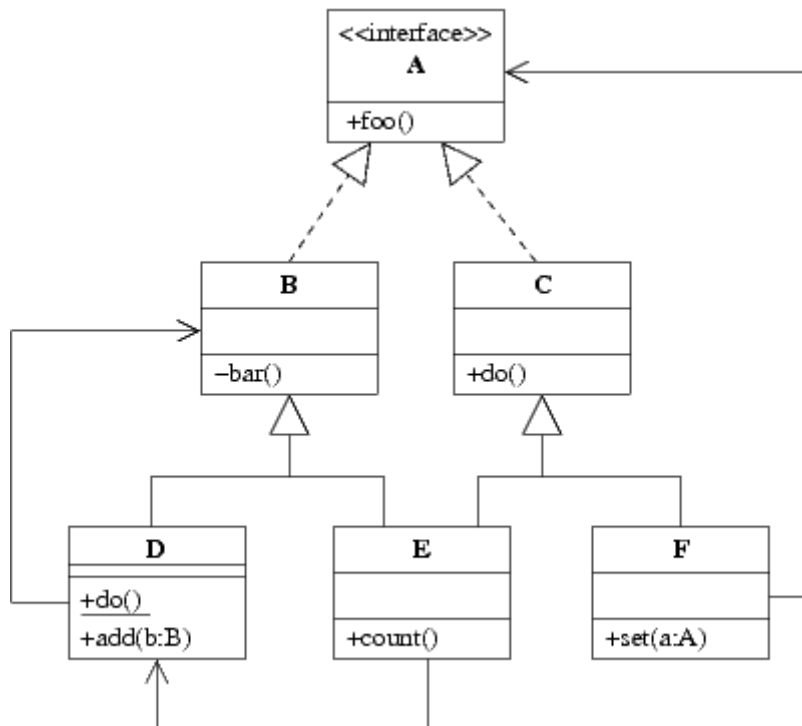 <<interface>>
A
+foo()
B
−bar()
C
+do()
D
+do()
+add(b:B)
E
+count()
F
+set(a:A)